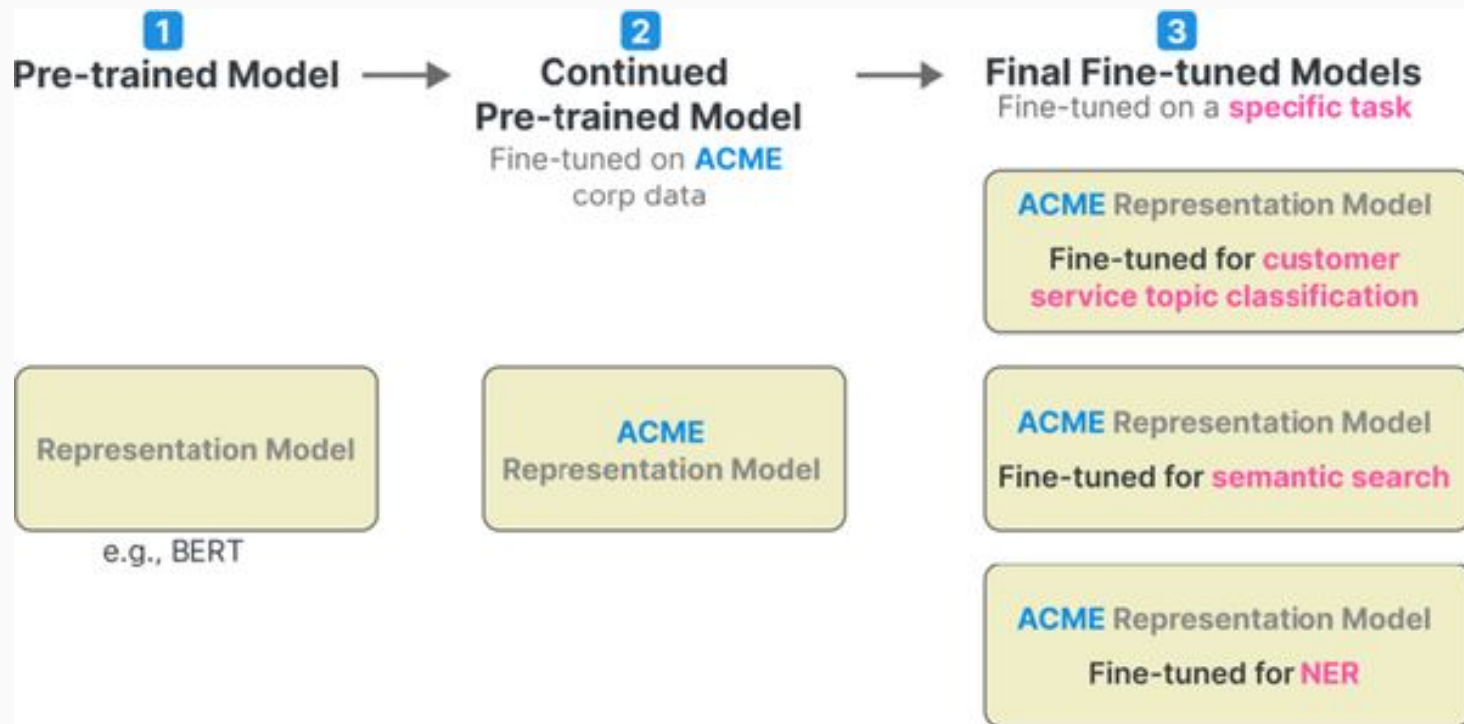 1
Pre-trained Model
2
Continued
Pre-trained Model
Fine-tuned on ACME
corp data
3
Final Fine-tuned Models
Fine-tuned on a specific task
Representation Model
e.g., BERT
ACME
Representation Model
ACME Representation Model
Fine-tuned for customer
service topic classification
ACME Representation Model
Fine-tuned for semantic search
ACME Representation Model
Fine-tuned for NER